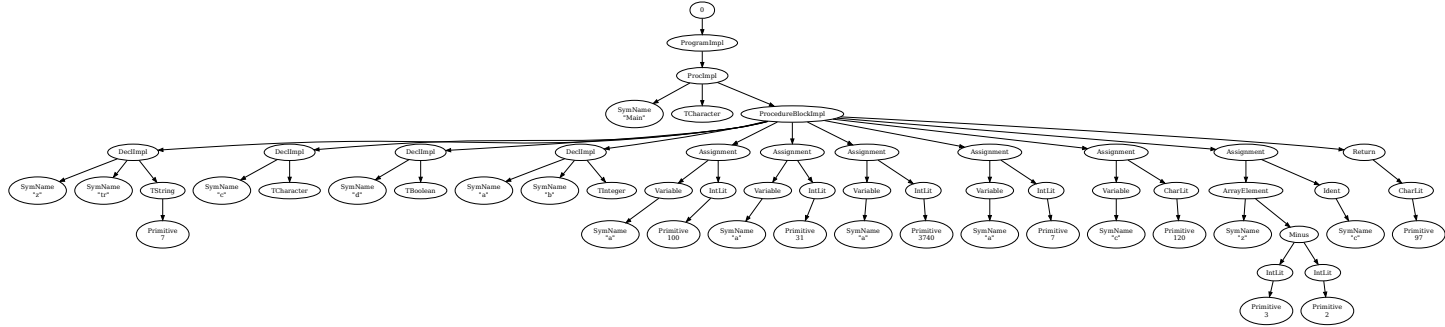 0
ProgramImpl
ProcImpl
SymName
"Main"
TCharacter
ProcedureBlockImpl
DeclImpl
DeclImpl
DeclImpl
DeclImpl
Assignment
Assignment
Assignment
Assignment
Assignment
Assignment
Return
SymName
"z"
SymName
"tr"
TString
SymName
"c"
TCharacter
SymName
"d"
TBoolean
SymName
"a"
SymName
"b"
TInteger
Variable
IntLit
Variable
IntLit
Variable
IntLit
Variable
IntLit
Variable
CharLit
ArrayElement
Ident
CharLit
Primitive
7
SymName
"a"
Primitive
100
SymName
"a"
Primitive
31
SymName
"a"
Primitive
3740
SymName
"a"
Primitive
7
SymName
"c"
Primitive
120
SymName
"z"
Minus
SymName
"c"
Primitive
97
IntLit
IntLit
Primitive
3
Primitive
2